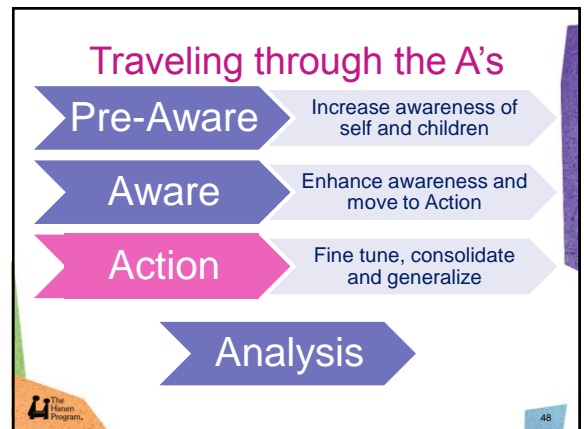 Traveling through the A's
Pre-Aware
Increase awareness of
self and children
Aware
Enhance awareness and
move to Action
Action
Fine tune, consolidate
and generalize
Analysis
The
Hanen
Program®
48